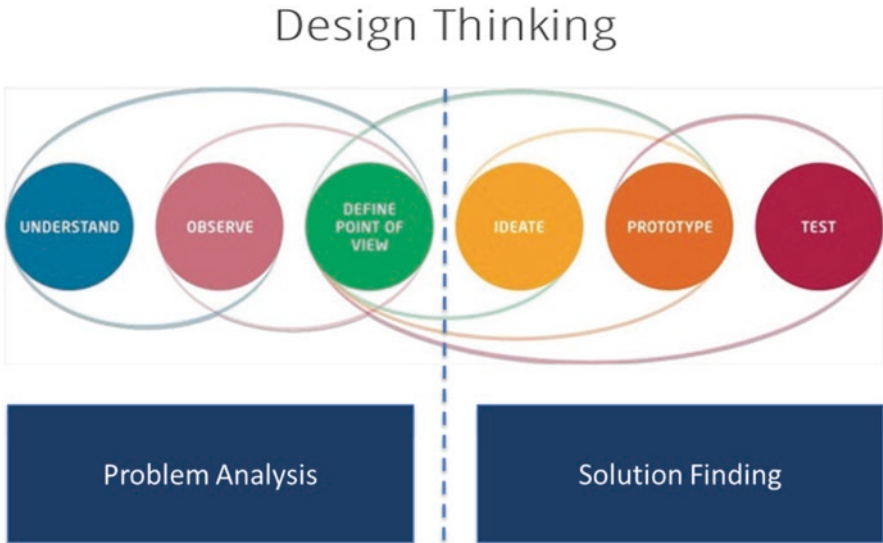 Design Thinking
UNDERSTAND
OBSERVE
DEFINE
POINT OF
VIEW
IDEATE
PROTOTYPE
TEST
Problem Analysis
Solution Finding